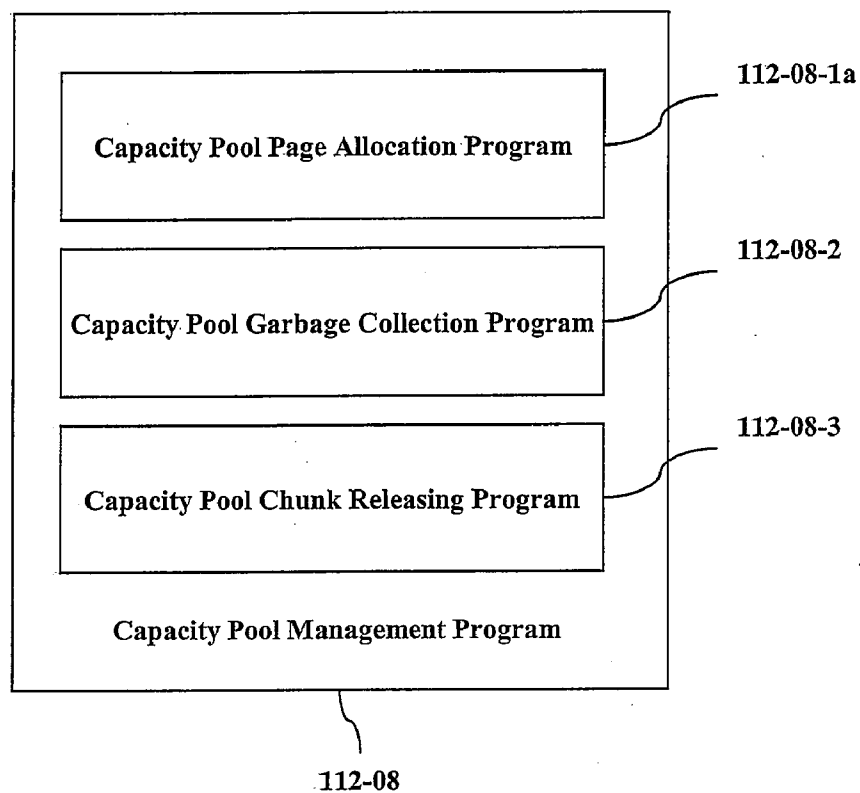 112-08-1a
Capacity Pool Page Allocation Program
112-08-2
Capacity Pool Garbage Collection Program
112-08-3
Capacity Pool Chunk Releasing Program
Capacity Pool Management Program
112-08